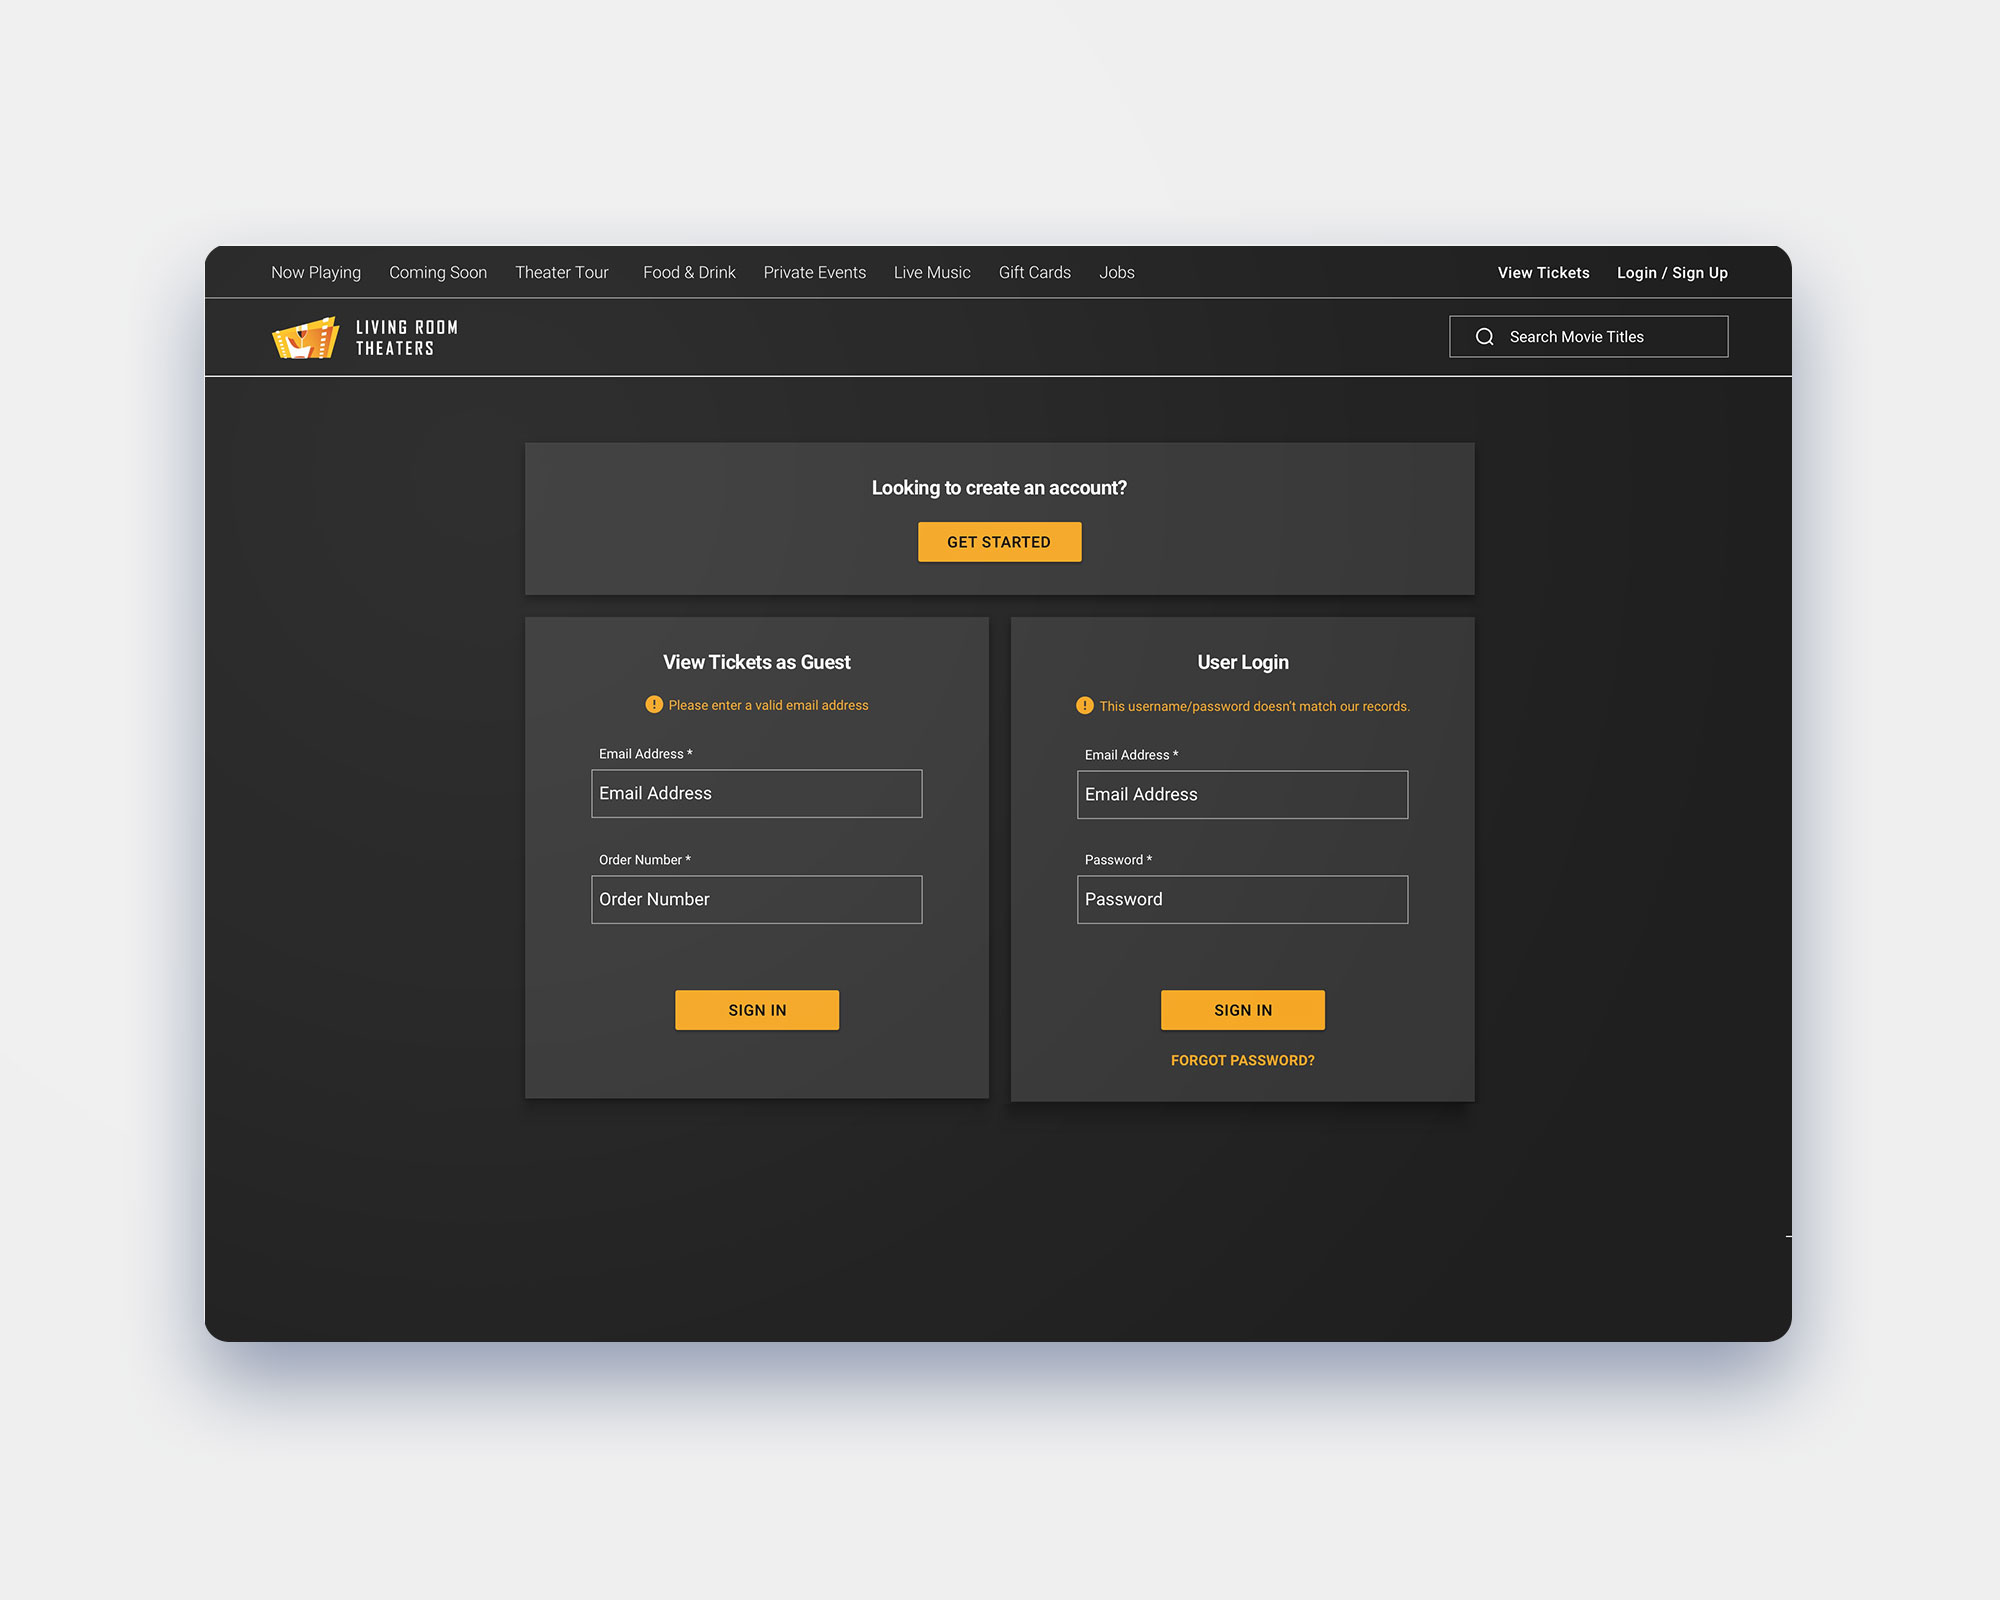 Now Playing Coming Soon Theater Tour Food & Drink Private Events Live Music Gift Cards Jobs View Tickets Login / Sign Up
LIVING ROOM
THEATERS
Search Movie Titles
Looking to create an account?
GET STARTED
View Tickets as Guest
Please enter a valid email address
Email Address *
Email Address
Order Number *
Order Number
SIGN IN
User Login
This username/password doesn't match our records.
Email Address *
Email Address
Password *
Password
SIGN IN
FORGOT PASSWORD?